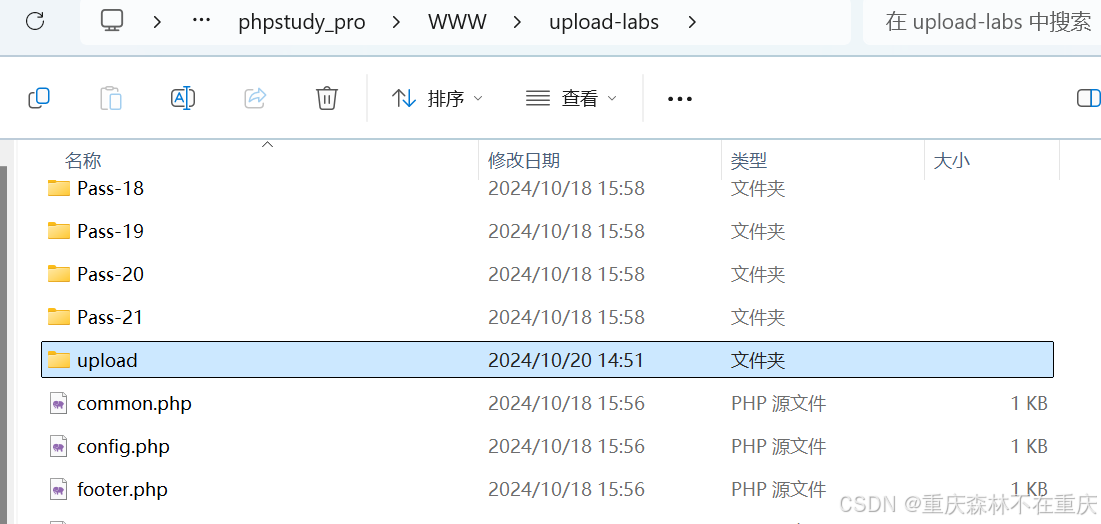 ··· phpstudy_pro WWW upload-labs 在 upload-labs 中搜索
排序 查看 ···
名称 修改日期 类型 大小
Pass-18 2024/10/18 15:58 文件夹
Pass-19 2024/10/18 15:58 文件夹
Pass-20 2024/10/18 15:58 文件夹
Pass-21 2024/10/18 15:58 文件夹
upload 2024/10/20 14:51 文件夹
common.php 2024/10/18 15:56 PHP 源文件 1 KB
config.php 2024/10/18 15:56 PHP 源文件 1 KB
footer.php 2024/10/18 15:56 PHP 源文件 1 KB
CSDN @重庆森林不在重庆